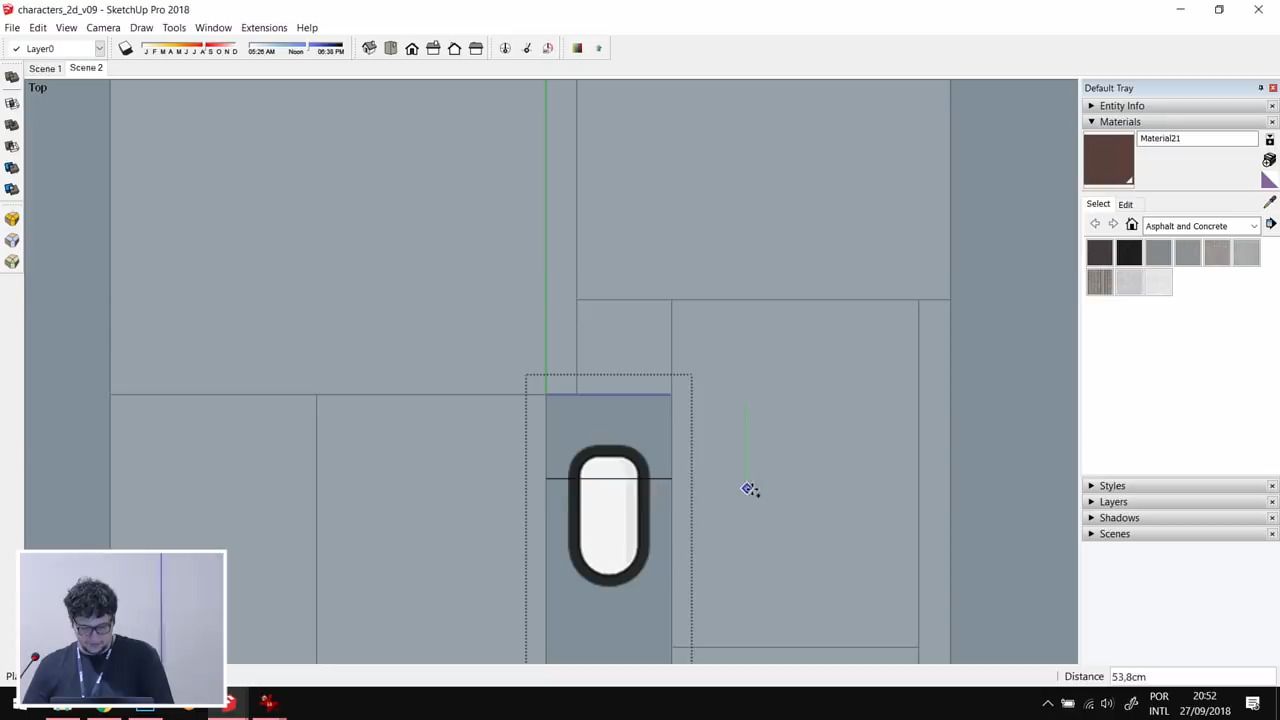 characters_2d_v09 - SketchUp Pro 2018
File Edit View Camera Draw Tools Window Extensions Help
Layer0
J F M A M J J A S O N D
05:26 AM Noon 06:38 PM
Scene 1 Scene 2
Top
Default Tray
Entity Info
Materials
Material21
Select Edit
Asphalt and Concrete
Styles
Layers
Shadows
Scenes
Distance 53,8cm
POR
INTL
20:52
27/09/2018